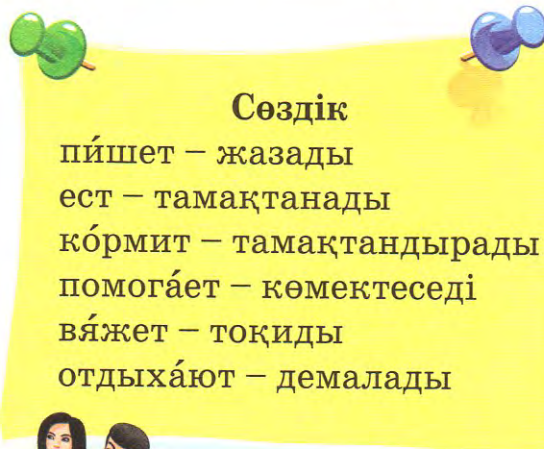 Сөздік
пи́шет – жазады
ест – тамақтанады
ко́рмит – тамақтандырады
помога́ет – көмектеседі
вя́жет – тоқиды
отдыха́ют – демалады